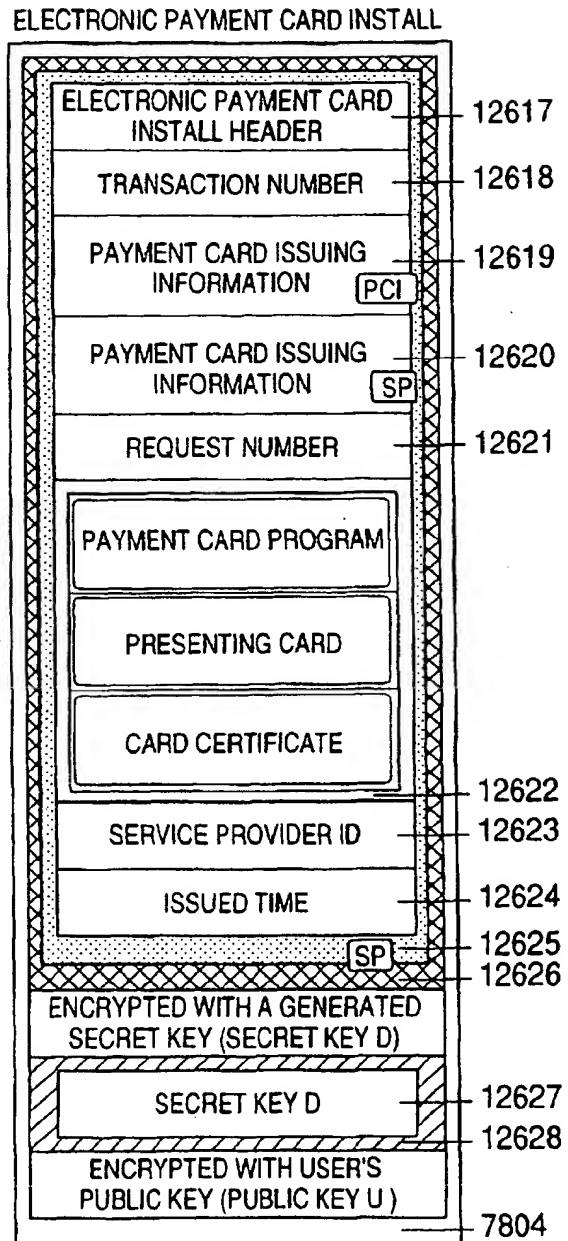 ELECTRONIC PAYMENT CARD INSTALL
ELECTRONIC PAYMENT CARD
INSTALL HEADER
12617
TRANSACTION NUMBER
12618
PAYMENT CARD ISSUING
INFORMATION
12619
PCI
PAYMENT CARD ISSUING
INFORMATION
12620
SP
REQUEST NUMBER
12621
PAYMENT CARD PROGRAM
PRESENTING CARD
CARD CERTIFICATE
12622
SERVICE PROVIDER ID
12623
ISSUED TIME
12624
SP
12625
12626
ENCRYPTED WITH A GENERATED
SECRET KEY (SECRET KEY D)
SECRET KEY D
12627
12628
ENCRYPTED WITH USER'S
PUBLIC KEY (PUBLIC KEY U )
7804